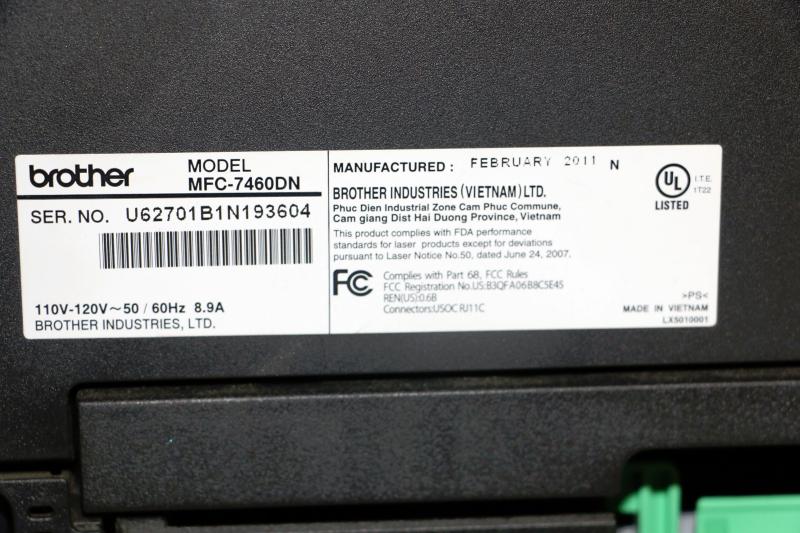 brother
MODEL
MFC-7460DN
SER. NO. U62701B1N193604
110V-120V～50 / 60Hz 8.9A
BROTHER INDUSTRIES, LTD.
MANUFACTURED : FEBRUARY 2011 N
BROTHER INDUSTRIES (VIETNAM) LTD.
Phuc Dien Industrial Zone Cam Phuc Commune,
Cam giang Dist Hai Duong Province, Vietnam
This product complies with FDA performance
standards for laser products except for deviations
pursuant to Laser Notice No.50, dated June 24, 2007.
FC
Complies with Part 68, FCC Rules
FCC Registration No.US:B3QFA06B8C5E45
REN(US):0.6B
Connectors:USOC RJ11C
UL
LISTED
I.T.E.
1T22
>PS<
MADE IN VIETNAM
LX5010001